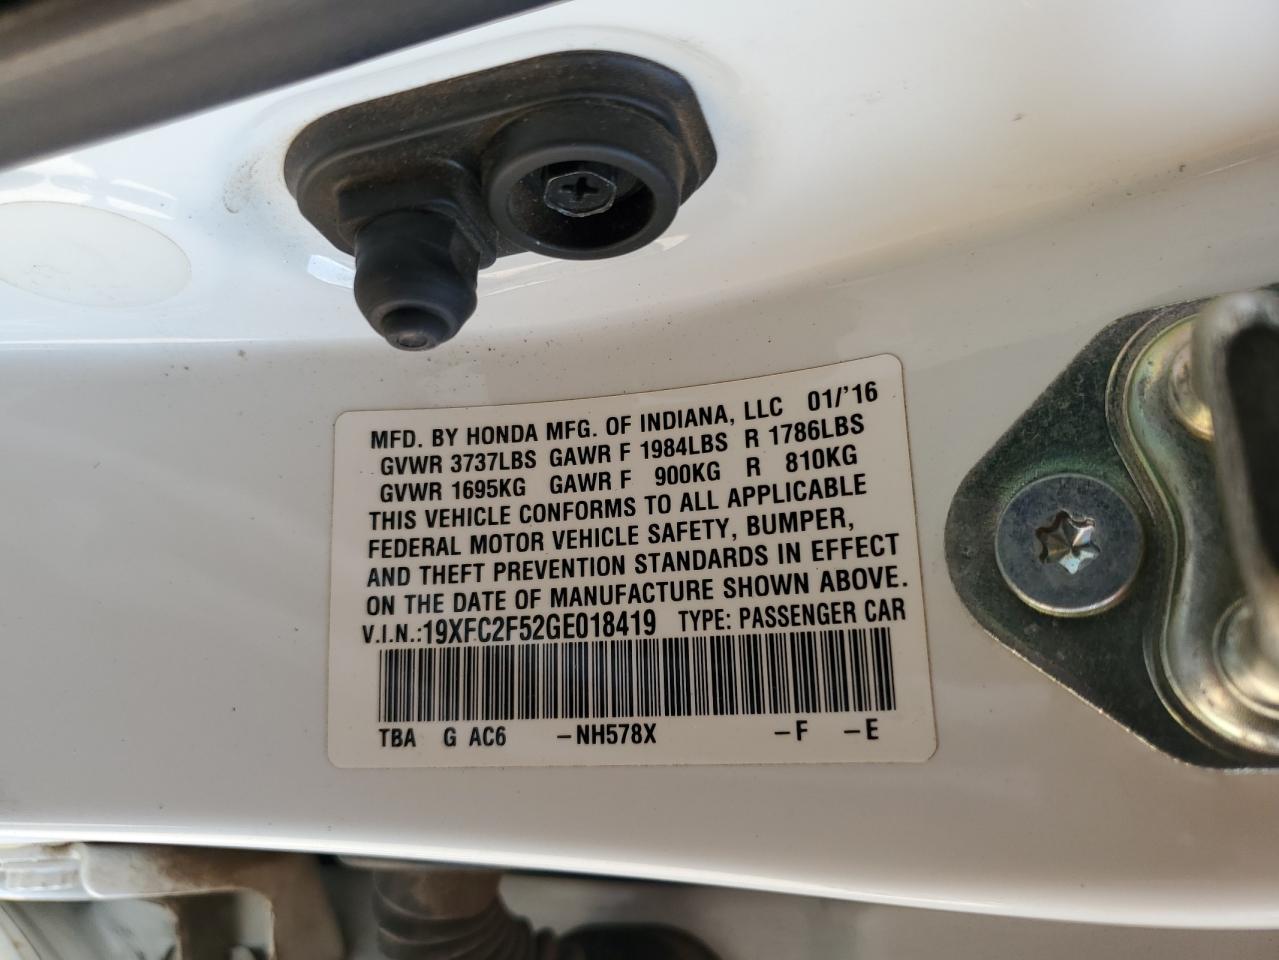 MFD. BY HONDA MFG. OF INDIANA, LLC 01/'16
GVWR 3737LBS GAWR F 1984LBS R 1786LBS
GVWR 1695KG GAWR F 900KG R 810KG
THIS VEHICLE CONFORMS TO ALL APPLICABLE
FEDERAL MOTOR VEHICLE SAFETY, BUMPER,
AND THEFT PREVENTION STANDARDS IN EFFECT
ON THE DATE OF MANUFACTURE SHOWN ABOVE.
V.I.N.:19XFC2F52GE018419 TYPE: PASSENGER CAR
TBA G AC6 –NH578X –F –E